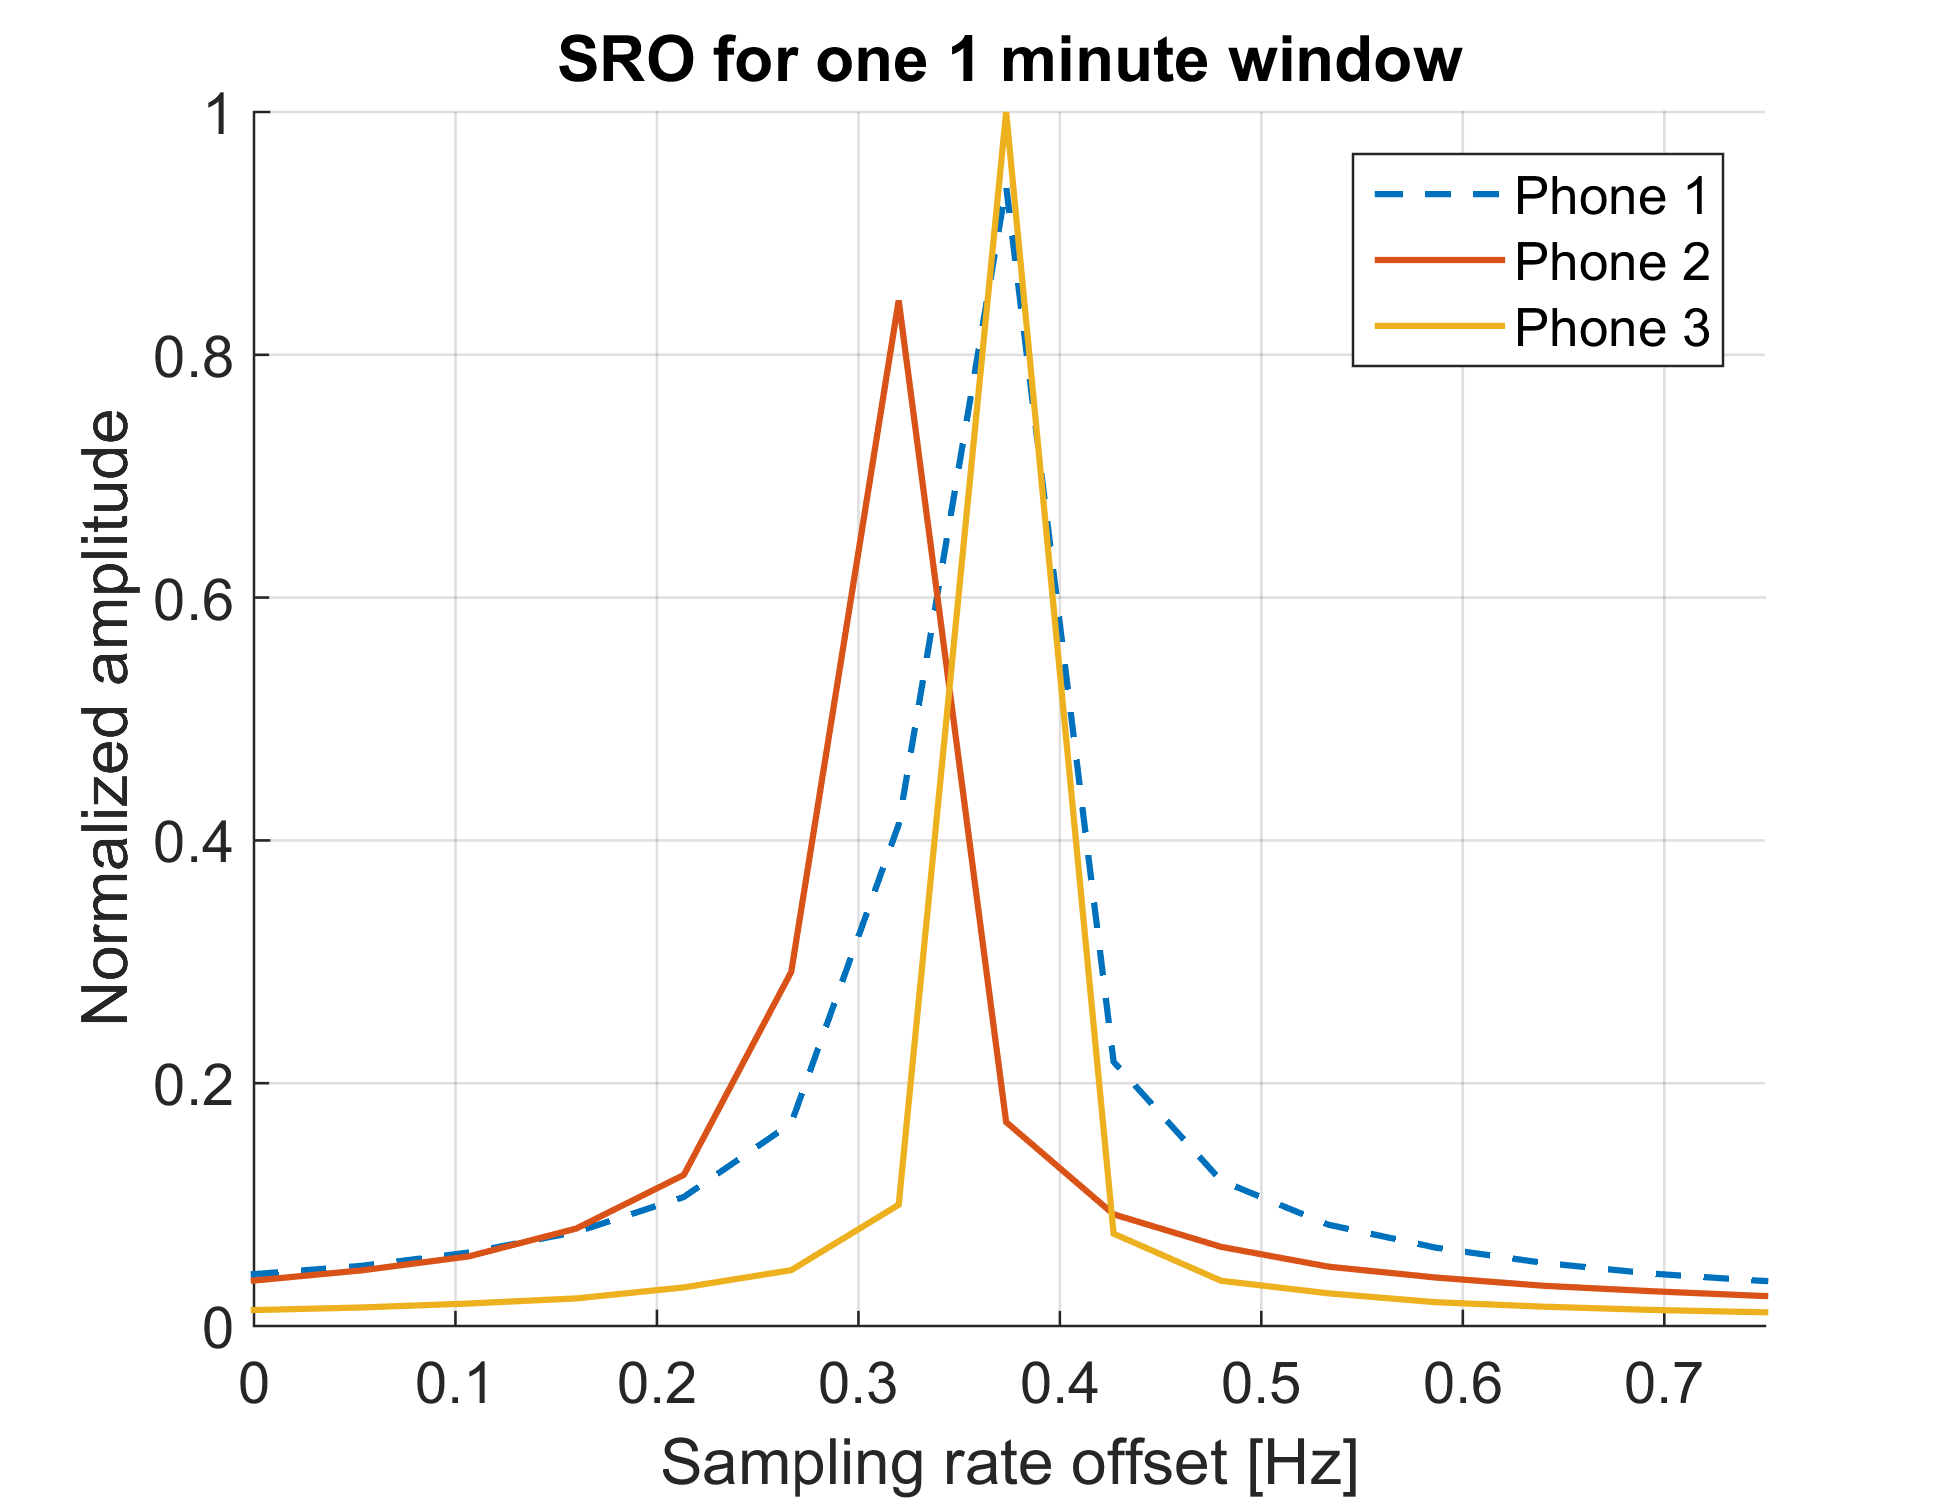 SRO for one 1 minute window
Phone 1
Phone 2
Phone 3
Normalized amplitude
1
0.8
0.6
0.4
0.2
0
0 0.1 0.2 0.3 0.4 0.5 0.6 0.7
Sampling rate offset [Hz]